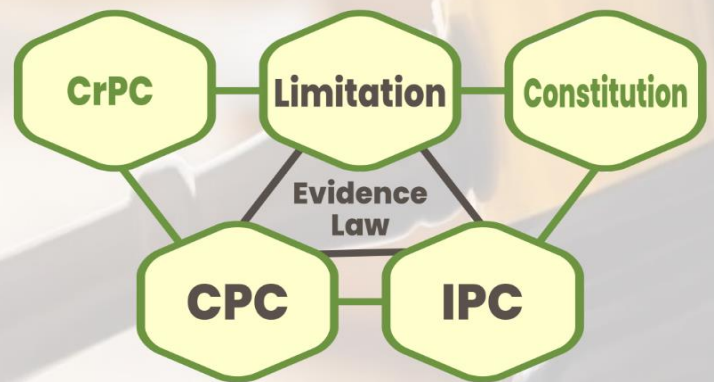 CrPC
Limitation
Constitution
Evidence
Law
CPC
IPC